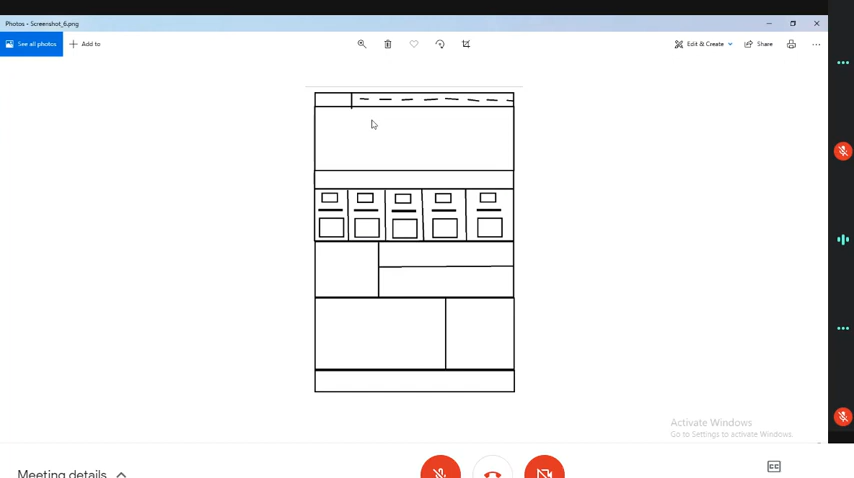 Photos - Screenshot_6.png
See all photos
Add to
Edit & Create
Share
Activate Windows
Go to Settings to activate Windows.
Meeting details
CC